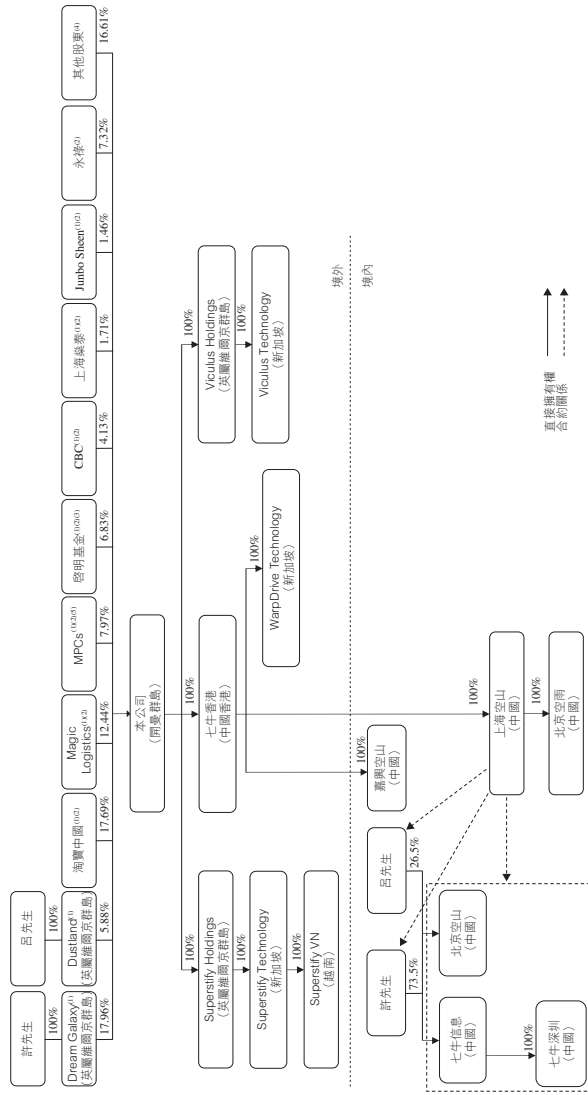 許先生
呂先生
100%
100%
Dream Galaxy(1)
(英屬維爾京群島)
Dustland(1)
(英屬維爾京群島)
淘寶中國(1)(2)
Magic
Logistics(1)(2)
MPCs(1)(2)(5)
啓明基金(1)(2)(3)
CBC(1)(2)
上海燊泰(1)(2)
Junbo Sheen(1)(2)
永祿(2)
其他股東(4)
17.96%
5.88%
17.69%
12.44%
7.97%
6.83%
4.13%
1.71%
1.46%
7.32%
16.61%
本公司
(開曼群島)
100%
100%
100%
Superstify Holdings
(英屬維爾京群島)
七牛香港
(中國香港)
Viculus Holdings
(英屬維爾京群島)
100%
100%
Superstify Technology
(新加坡)
Viculus Technology
(新加坡)
100%
100%
Superstify VN
(越南)
WarpDrive Technology
(新加坡)
境外
境內
100%
100%
嘉興空山
(中國)
許先生
呂先生
73.5%
26.5%
上海空山
(中國)
100%
七牛信息
(中國)
北京空山
(中國)
北京空雨
(中國)
100%
七牛深圳
(中國)
直接擁有權
合約關係